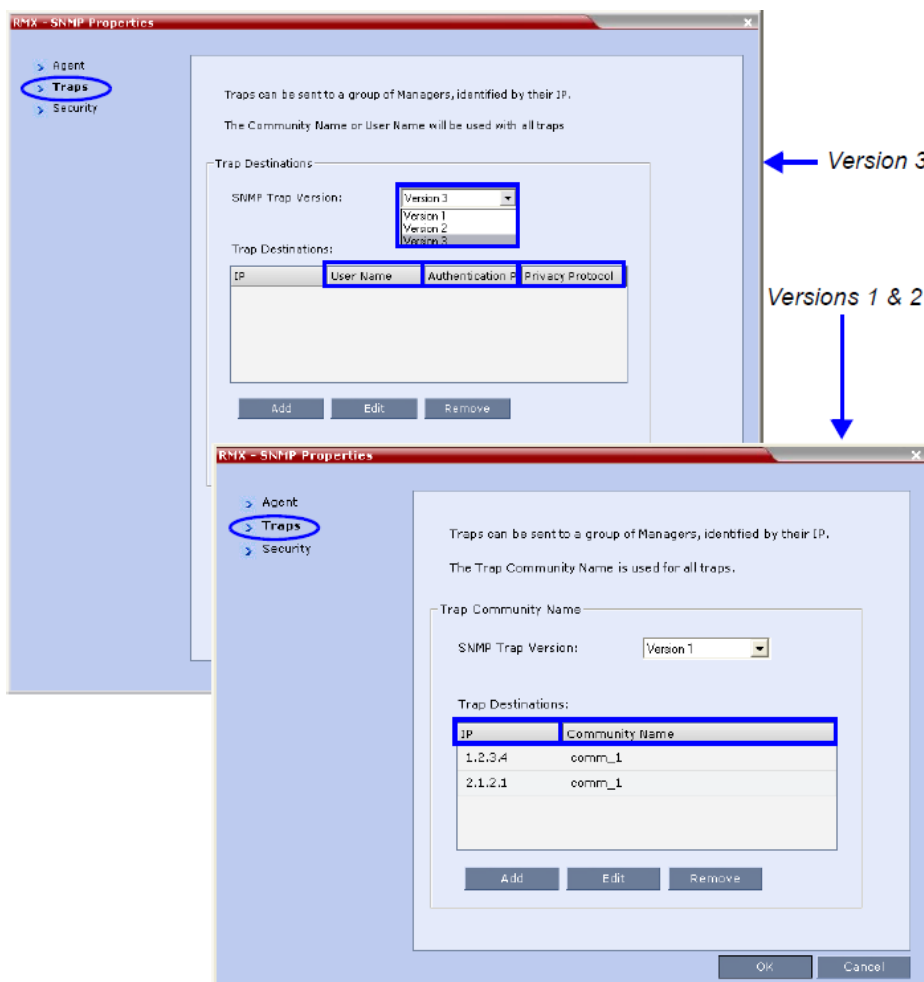 RMX - SNMP Properties
Agent
Traps
Security
Traps can be sent to a group of Managers, identified by their IP.
The Community Name or User Name will be used with all traps
Trap Destinations
SNMP Trap Version:
Version 3
Version 1
Version 2
Version 3
Trap Destinations:
IP User Name Authentication P Privacy Protocol
Add Edit Remove
Version 3
Versions 1 & 2
RMX - SNMP Properties
Agent
Traps
Security
Traps can be sent to a group of Managers, identified by their IP.
The Trap Community Name is used for all traps.
Trap Community Name
SNMP Trap Version: Version 1
Trap Destinations:
IP Community Name
1.2.3.4 comm_1
2.1.2.1 comm_1
Add Edit Remove
OK Cancel